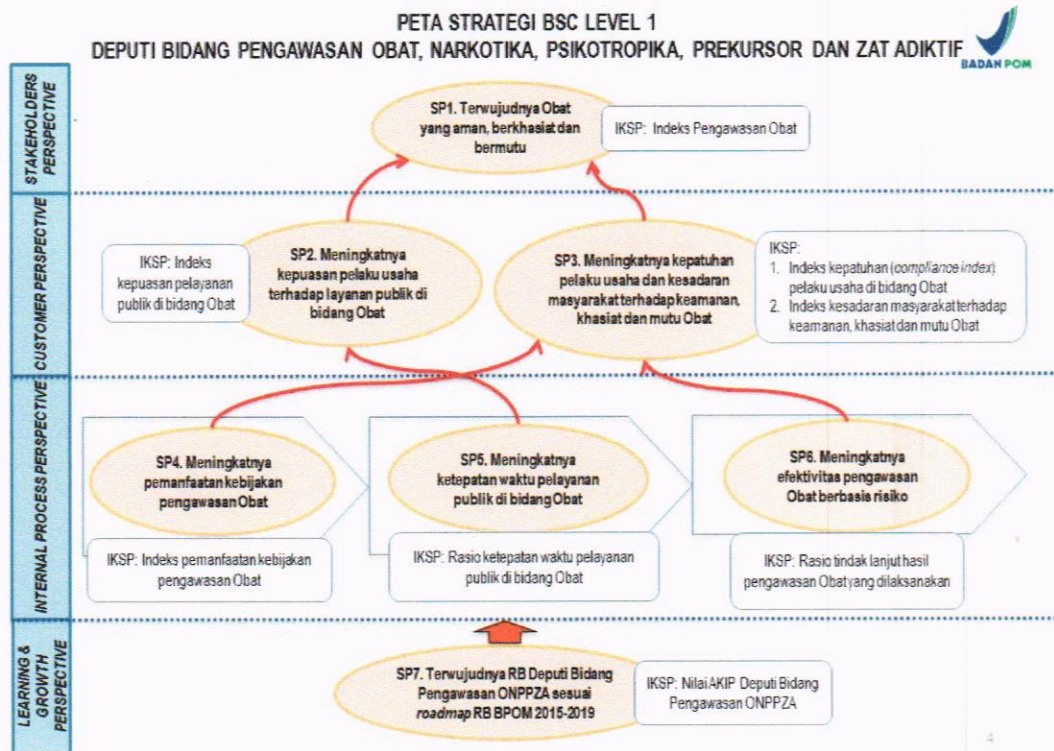 PETA STRATEGI BSC LEVEL 1
DEPUTI BIDANG PENGAWASAN OBAT, NARKOTIKA, PSIKOTROPIKA, PREKURSOR DAN ZAT ADIKTIF
BADAN POM
STAKEHOLDERS
PERSPECTIVE
SP1. Terwujudnya Obat
yang aman, berkhasiat dan
bermutu
IKSP: Indeks Pengawasan Obat
CUSTOMER PERSPECTIVE
IKSP: Indeks
kepuasan pelayanan
publik di bidang Obat
SP2. Meningkatnya
kepuasan pelaku usaha
terhadap layanan publik di
bidang Obat
SP3. Meningkatnya kepatuhan
pelaku usaha dan kesadaran
masyarakat terhadap keamanan,
khasiat dan mutu Obat
IKSP:
1. Indeks kepatuhan (compliance index)
pelaku usaha di bidang Obat
2. Indeks kesadaran masyarakat terhadap
keamanan, khasiat dan mutu Obat
INTERNAL PROCESS PERSPECTIVE
SP4. Meningkatnya
pemanfaatan kebijakan
pengawasan Obat
IKSP: Indeks pemanfaatan kebijakan
pengawasan Obat
SP5. Meningkatnya
ketepatan waktu pelayanan
publik di bidang Obat
IKSP: Rasio ketepatan waktu pelayanan
publik di bidang Obat
SP6. Meningkatnya
efektivitas pengawasan
Obat berbasis risiko
IKSP: Rasio tindak lanjut hasil
pengawasan Obat yang dilaksanakan
LEARNING &
GROWTH
PERSPECTIVE
SP7. Terwujudnya RB Deputi Bidang
Pengawasan ONPPZA sesuai
roadmap RB BPOM 2015-2019
IKSP: Nilai AKIP Deputi Bidang
Pengawasan ONPPZA
4